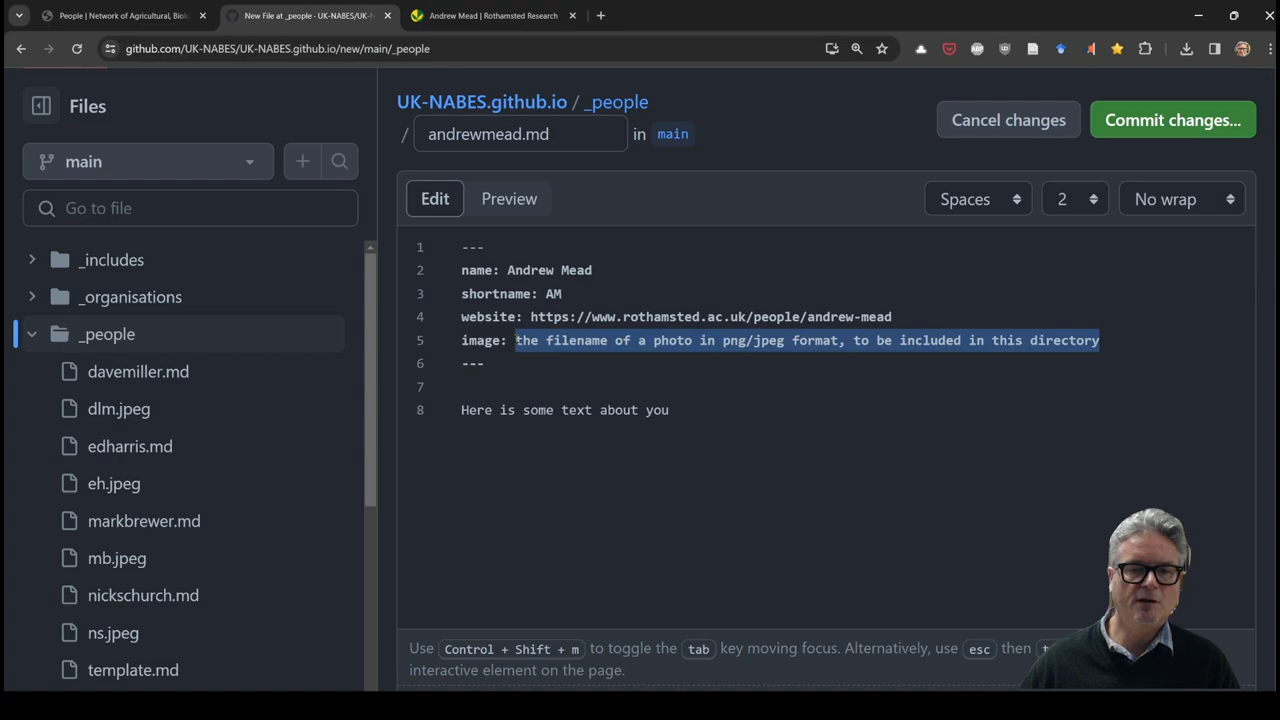 People | Network of Agricultural, Biol
New File at _people · UK-NABES/UK-N
Andrew Mead | Rothamsted Research
github.com/UK-NABES/UK-NABES.github.io/new/main/_people
Files
main
Go to file
_includes
_organisations
_people
davemiller.md
dlm.jpeg
edharris.md
eh.jpeg
markbrewer.md
mb.jpeg
nickschurch.md
ns.jpeg
template.md
UK-NABES.github.io / _people
/ andrewmead.md in main
Cancel changes
Commit changes...
Edit
Preview
Spaces
2
No wrap
1 ---
2 name: Andrew Mead
3 shortname: AM
4 website: https://www.rothamsted.ac.uk/people/andrew-mead
5 image: the filename of a photo in png/jpeg format, to be included in this directory
6 ---
7
8 Here is some text about you
Use Control + Shift + m to toggle the tab key moving focus. Alternatively, use esc then
interactive element on the page.